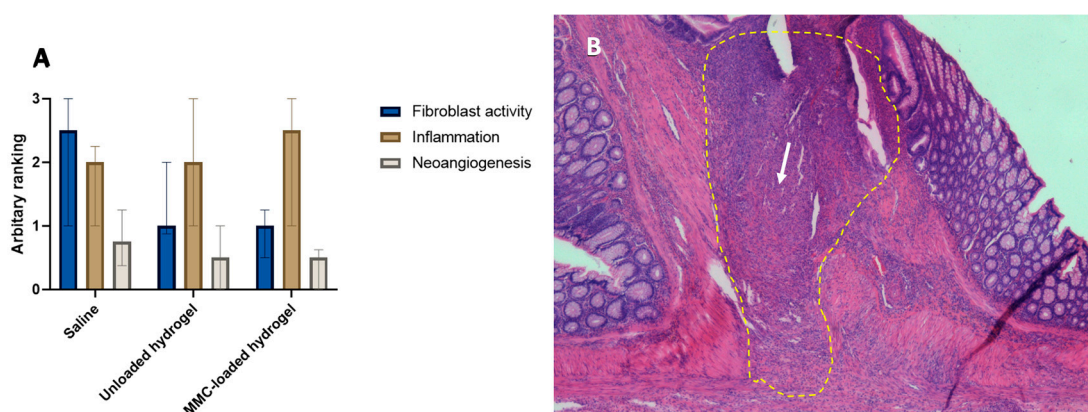 A
Arbitary ranking
3
2
1
0
Saline
Unloaded hydrogel
MMC-loaded hydrogel
Fibroblast activity
Inflammation
Neoangiogenesis
B